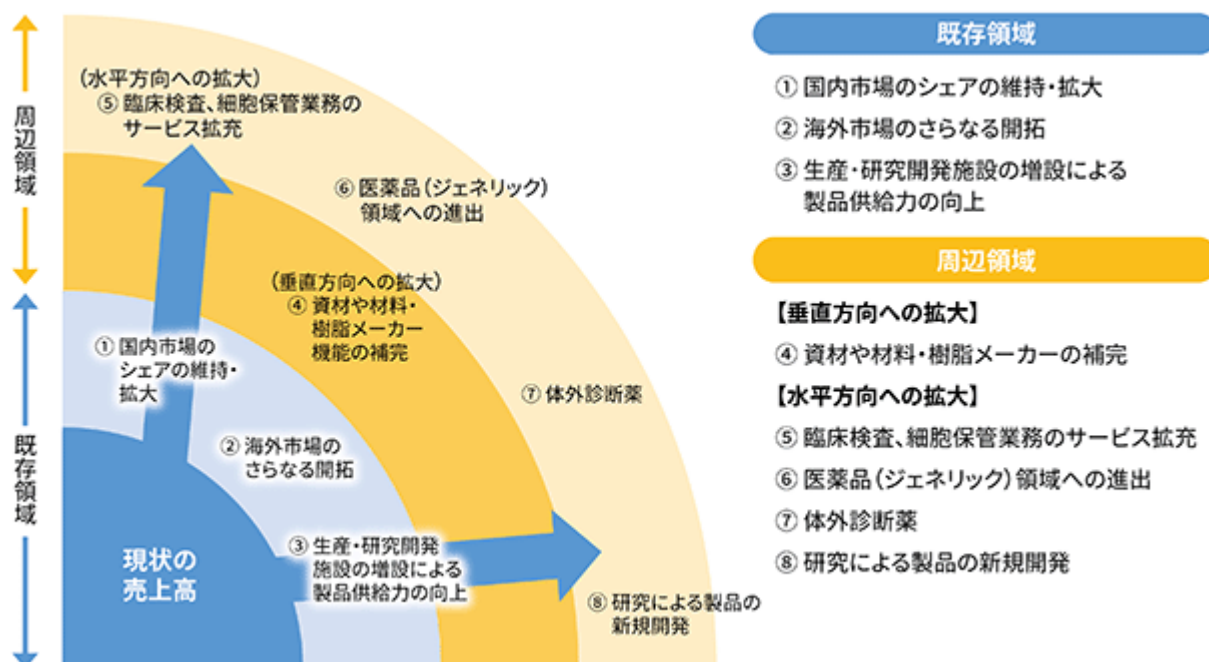 周辺領域
既存領域
(水平方向への拡大)
⑤ 臨床検査、細胞保管業務の
サービス拡充
⑥ 医薬品(ジェネリック)
領域への進出
(垂直方向への拡大)
④ 資材や材料・
樹脂メーカー
機能の補完
① 国内市場の
シェアの維持・
拡大
⑦ 体外診断薬
② 海外市場の
さらなる開拓
③ 生産・研究開発
施設の増設による
製品供給力の向上
現状の
売上高
⑧ 研究による製品の
新規開発
既存領域
① 国内市場のシェアの維持・拡大
② 海外市場のさらなる開拓
③ 生産・研究開発施設の増設による
製品供給力の向上
周辺領域
【垂直方向への拡大】
④ 資材や材料・樹脂メーカーの補完
【水平方向への拡大】
⑤ 臨床検査、細胞保管業務のサービス拡充
⑥ 医薬品(ジェネリック)領域への進出
⑦ 体外診断薬
⑧ 研究による製品の新規開発